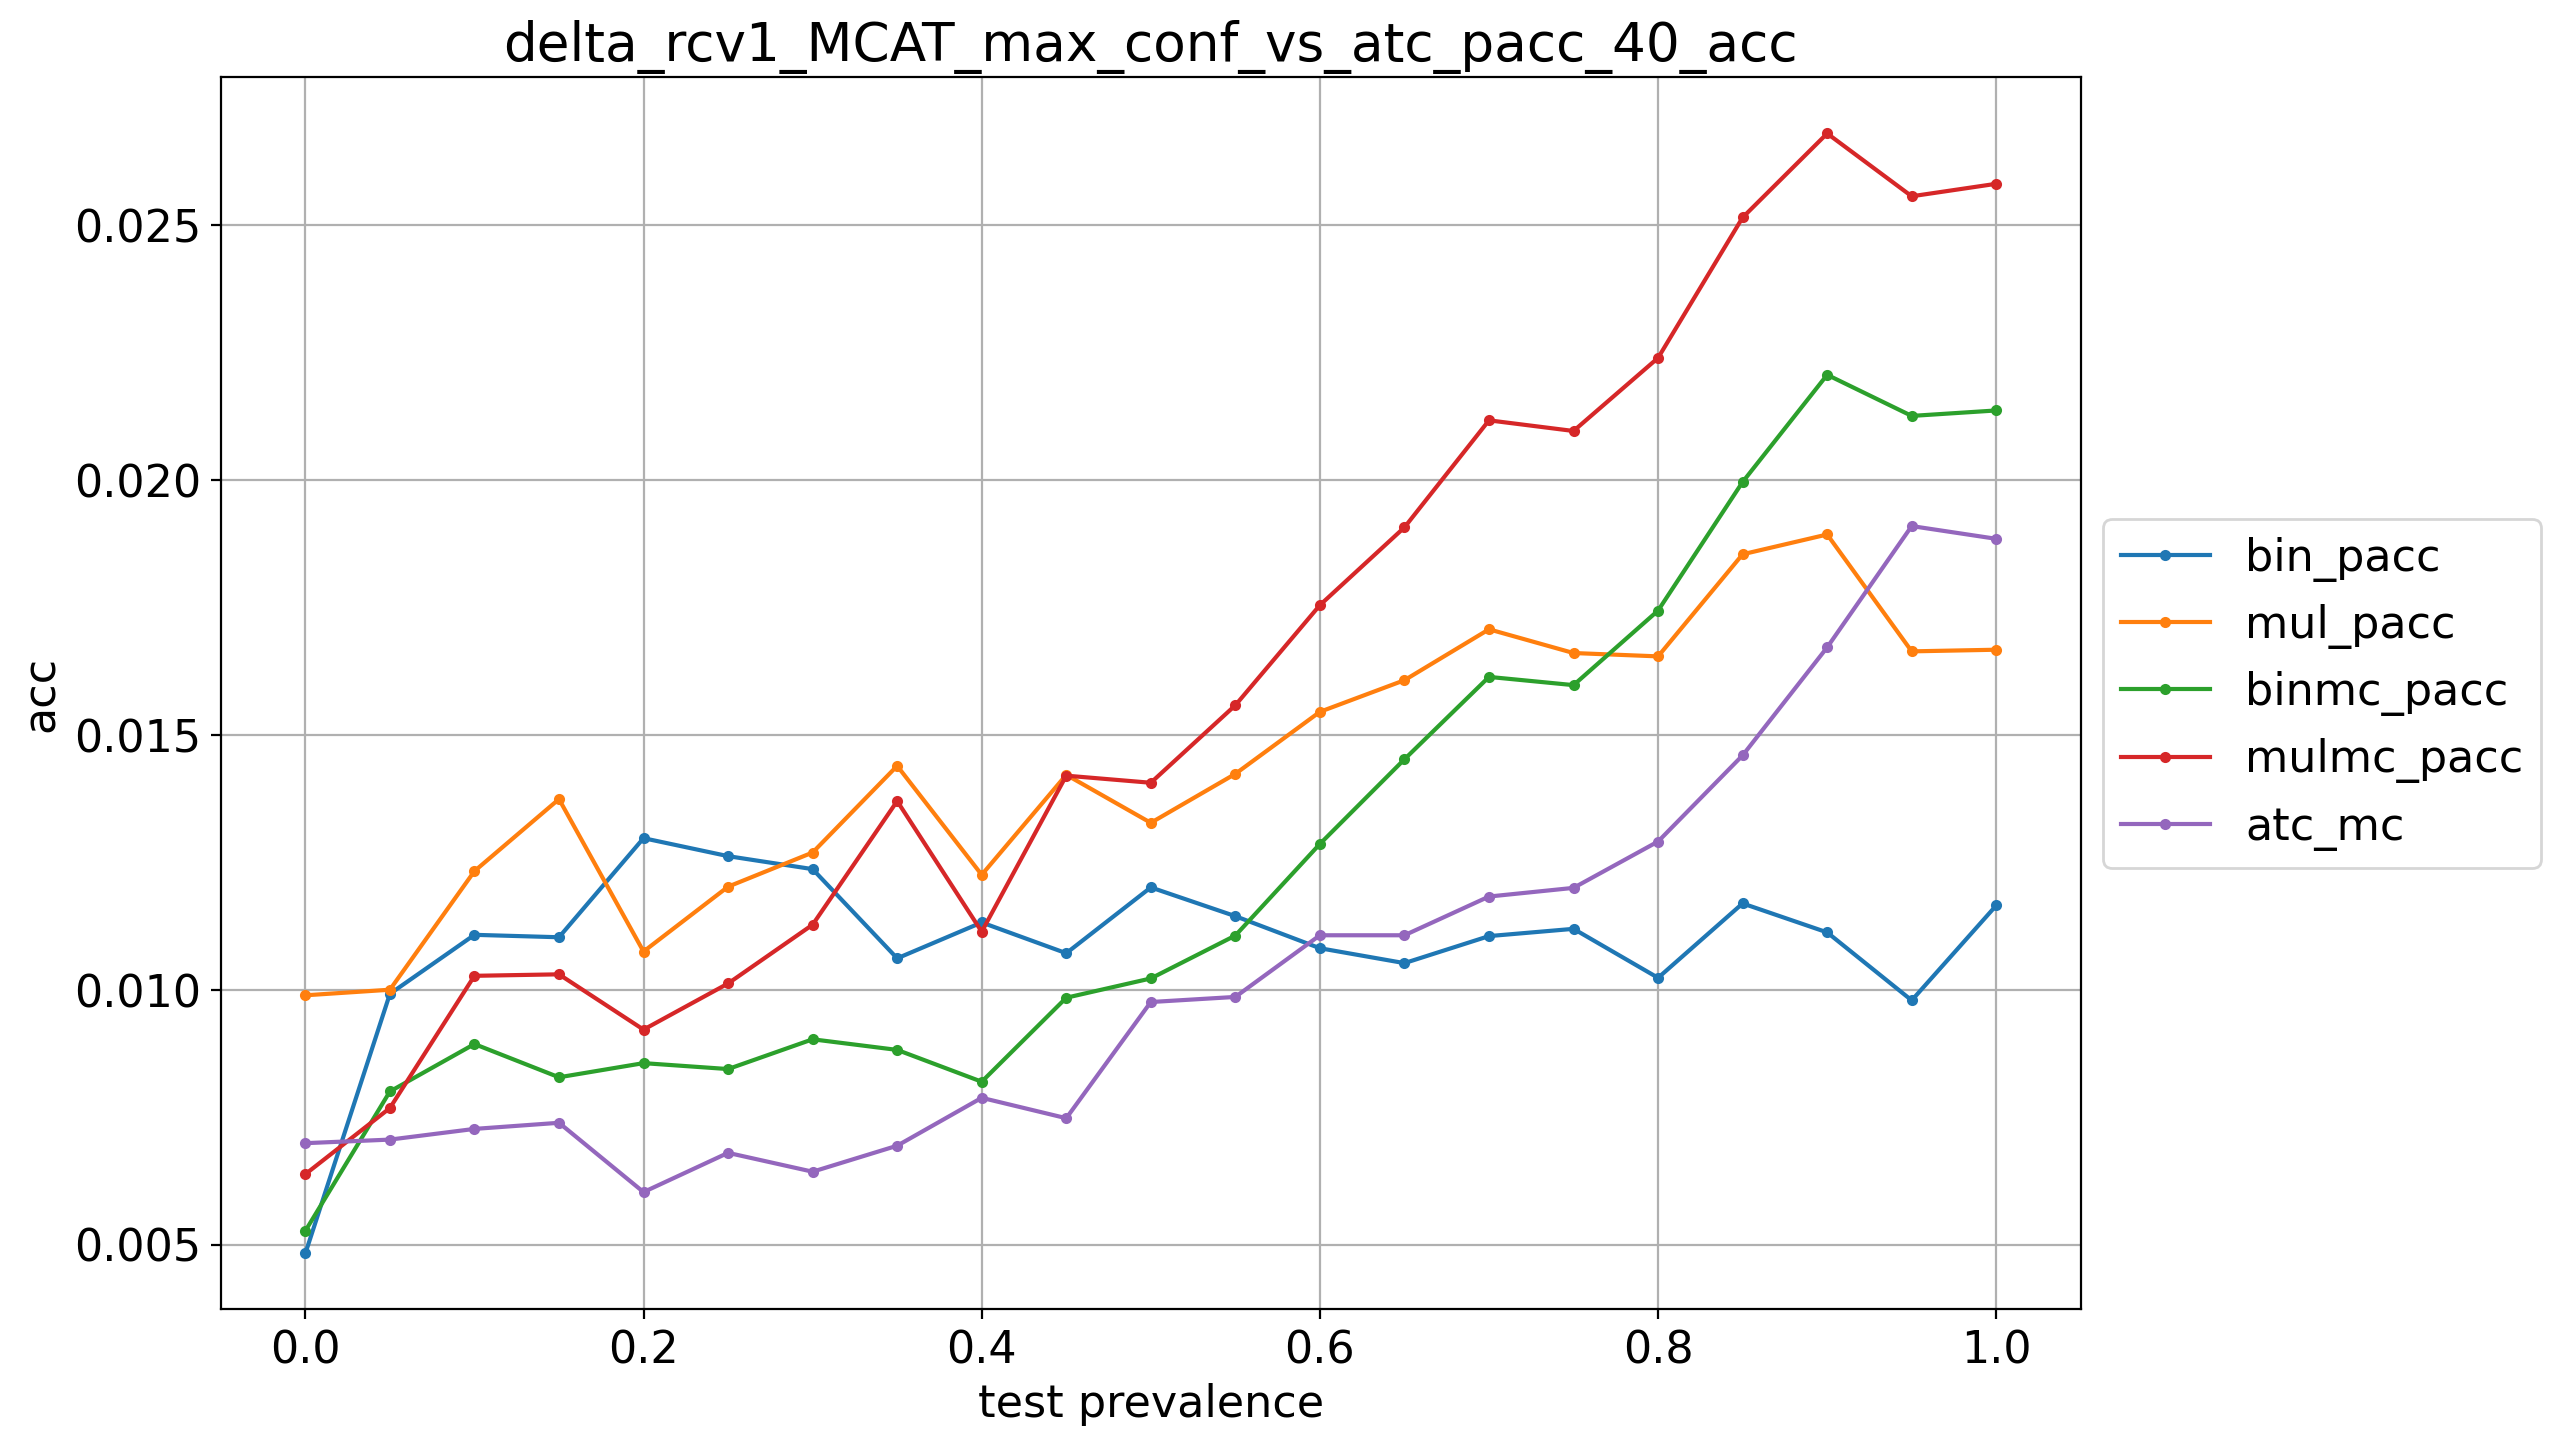 delta_rcv1_MCAT_max_conf_vs_atc_pacc_40_acc
0.025
0.020
0.015
0.010
0.005
acc
0.0 0.2 0.4 0.6 0.8 1.0
test prevalence
bin_pacc
mul_pacc
binmc_pacc
mulmc_pacc
atc_mc